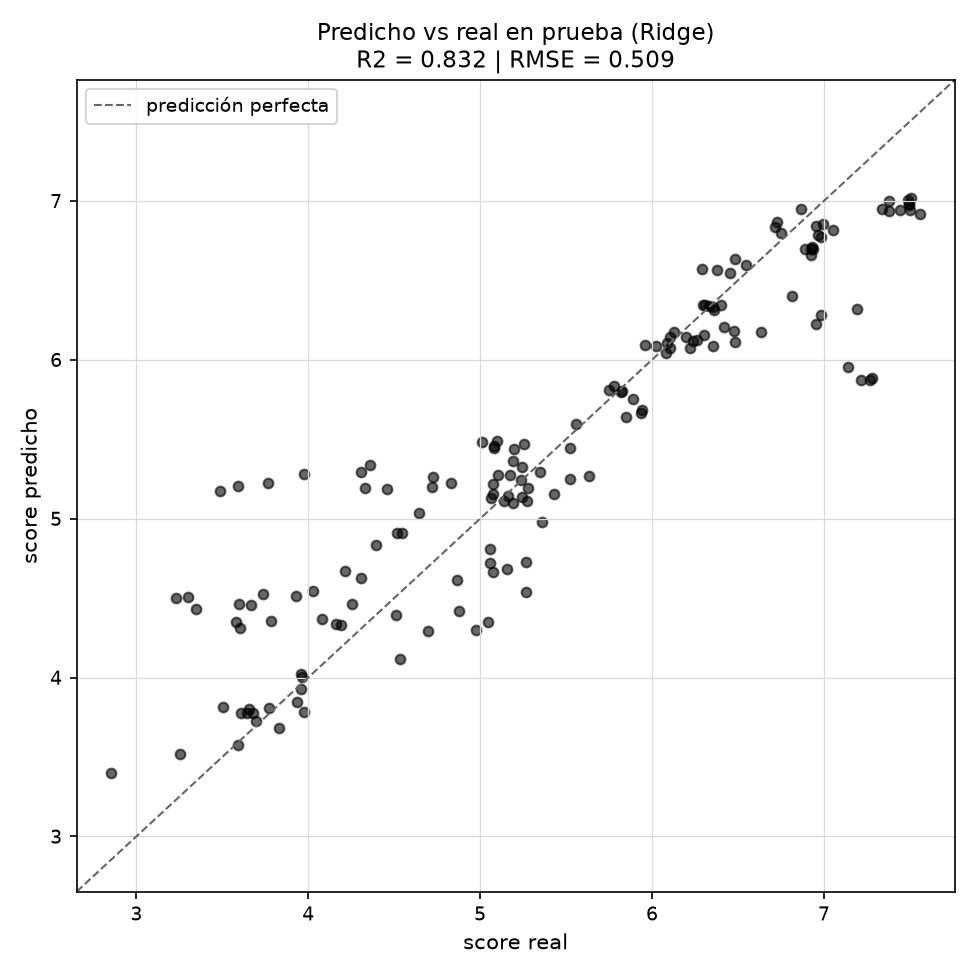 Predicho vs real en prueba (Ridge)
R2 = 0.832 | RMSE = 0.509
predicción perfecta
7
6
5
4
3
score predicho
3 4 5 6 7
score real